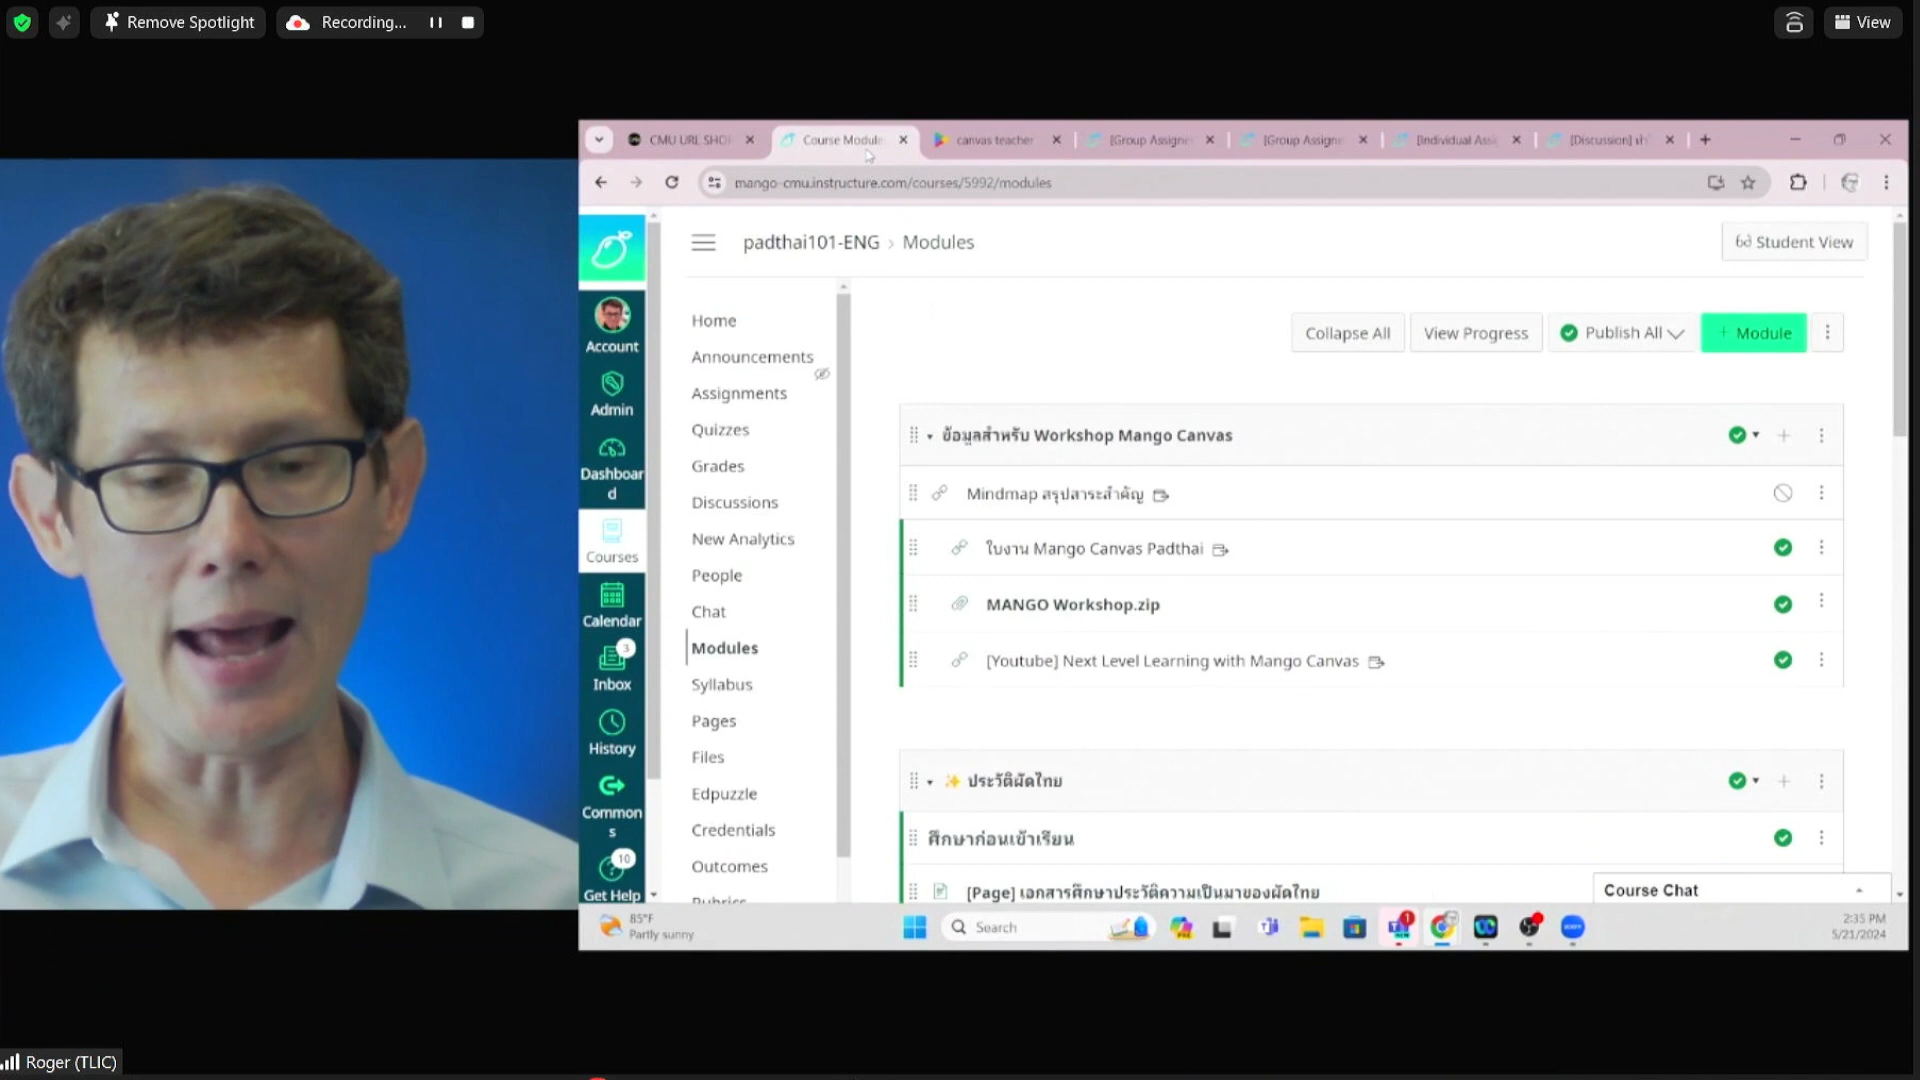 Remove Spotlight
Recording...
View
CMU URL SHO
Course Module
canvas teacher
[Group Assigne
[Group Assigne
[Individual Assi
[Discussion]
mango-cmu.instructure.com/courses/5992/modules
padthai101-ENG › Modules
Student View
Account
Admin
Dashboar
d
Courses
Calendar
3
Inbox
History
Common
s
10
Get Help
Home
Announcements
Assignments
Quizzes
Grades
Discussions
New Analytics
People
Chat
Modules
Syllabus
Pages
Files
Edpuzzle
Credentials
Outcomes
Rubrics
Collapse All
View Progress
Publish All
+ Module
ข้อมูลสำหรับ Workshop Mango Canvas
Mindmap สรุปสาระสำคัญ
ใบงาน Mango Canvas Padthai
MANGO Workshop.zip
[Youtube] Next Level Learning with Mango Canvas
✨ ประวัติผัดไทย
ศึกษาก่อนเข้าเรียน
[Page] เอกสารศึกษาประวัติความเป็นมาของผัดไทย
Course Chat
85°F
Partly sunny
Search
1
2:35 PM
5/21/2024
Roger (TLIC)